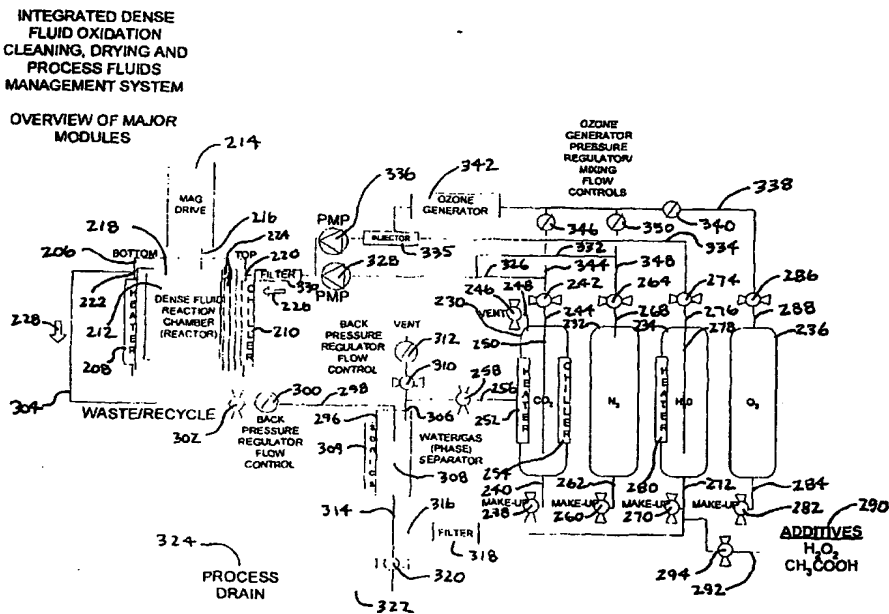 INTEGRATED DENSE
FLUID OXIDATION
CLEANING, DRYING AND
PROCESS FLUIDS
MANAGEMENT SYSTEM
OVERVIEW OF MAJOR
MODULES
214
MAG
DRIVE
218
216
206
BOTTOM
224
TOP
220
222
212
HEATER
DENSE FLUID
REACTION
CHAMBER
(REACTOR)
CHILLER
FILTER
330
226
210
208
228
304
WASTE/RECYCLE
302
300
298
BACK
PRESSURE
REGULATOR
FLOW
CONTROL
336
PMP
PMP
328
342
OZONE
GENERATOR
INJECTOR
335
OZONE
GENERATOR
PRESSURE
REGULATOR/
MIXING
FLOW
CONTROLS
338
346
350
340
334
332
326
344
348
246
248
242
264
274
286
230
VENT
244
232
268
234
276
278
288
236
250
BACK
PRESSURE
REGULATOR
FLOW
CONTROL
VENT
312
310
258
256
252
HEATER
CO2
CHILLER
N2
HEATER
H2O
O2
254
280
296
306
WATER/GAS
(PHASE)
SEPARATOR
309
308
314
316
FILTER
318
320
322
324
PROCESS
DRAIN
240
262
272
284
MAKE-UP
238
MAKE-UP
260
MAKE-UP
270
MAKE-UP
282
290
ADDITIVES
H2O2
CH3COOH
294
292